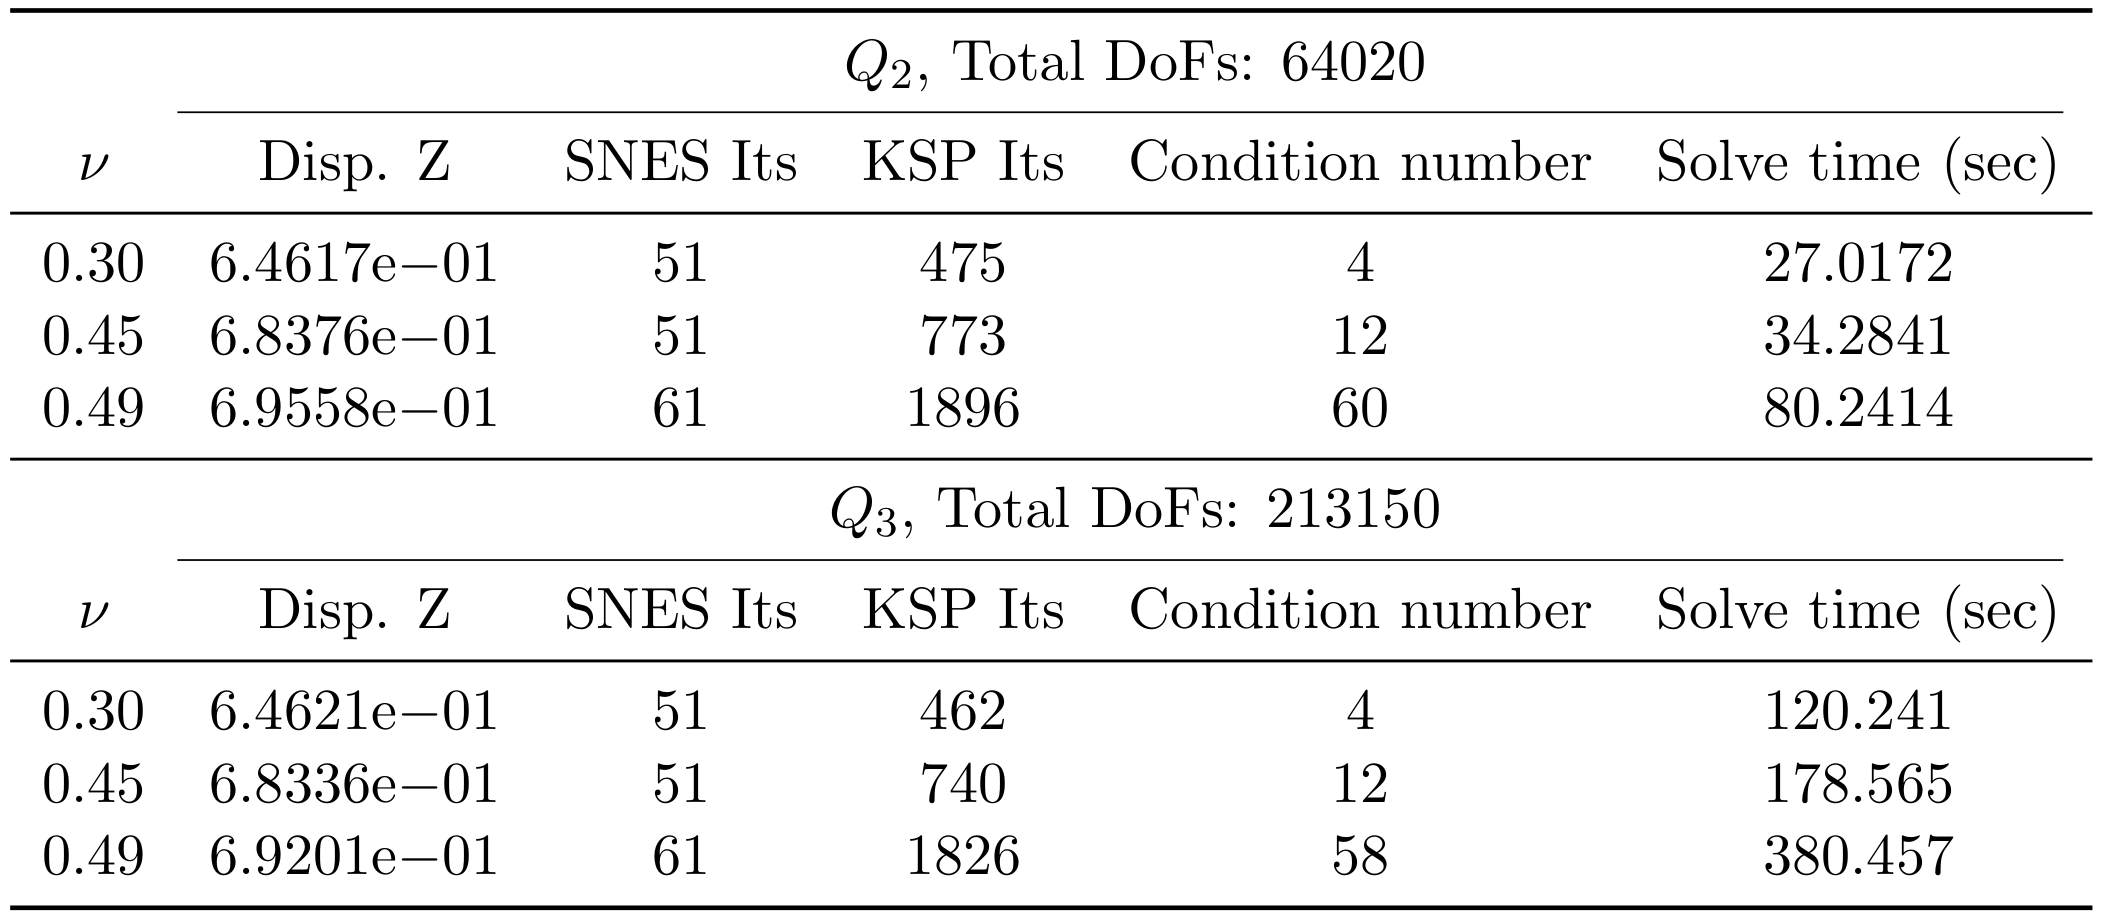 Q₂, Total DoFs: 64020
ν Disp. Z SNES Its KSP Its Condition number Solve time (sec)
0.30 6.4617e−01 51 475 4 27.0172
0.45 6.8376e−01 51 773 12 34.2841
0.49 6.9558e−01 61 1896 60 80.2414
Q₃, Total DoFs: 213150
ν Disp. Z SNES Its KSP Its Condition number Solve time (sec)
0.30 6.4621e−01 51 462 4 120.241
0.45 6.8336e−01 51 740 12 178.565
0.49 6.9201e−01 61 1826 58 380.457